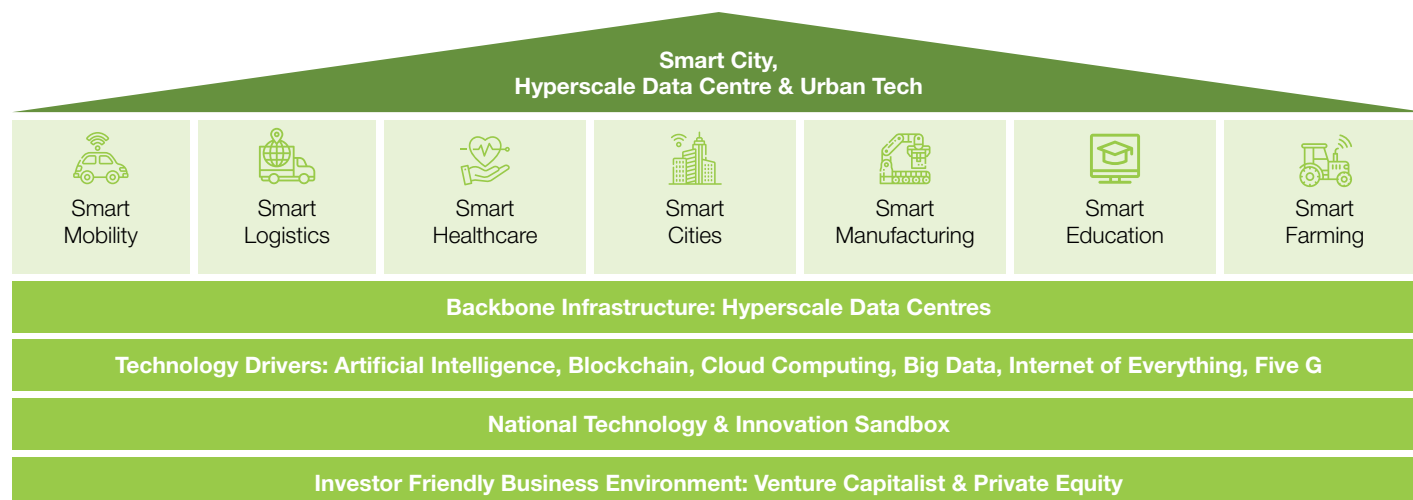 Smart City,
Hyperscale Data Centre & Urban Tech
Smart
Mobility
Smart
Logistics
Smart
Healthcare
Smart
Cities
Smart
Manufacturing
Smart
Education
Smart
Farming
Backbone Infrastructure: Hyperscale Data Centres
Technology Drivers: Artificial Intelligence, Blockchain, Cloud Computing, Big Data, Internet of Everything, Five G
National Technology & Innovation Sandbox
Investor Friendly Business Environment: Venture Capitalist & Private Equity